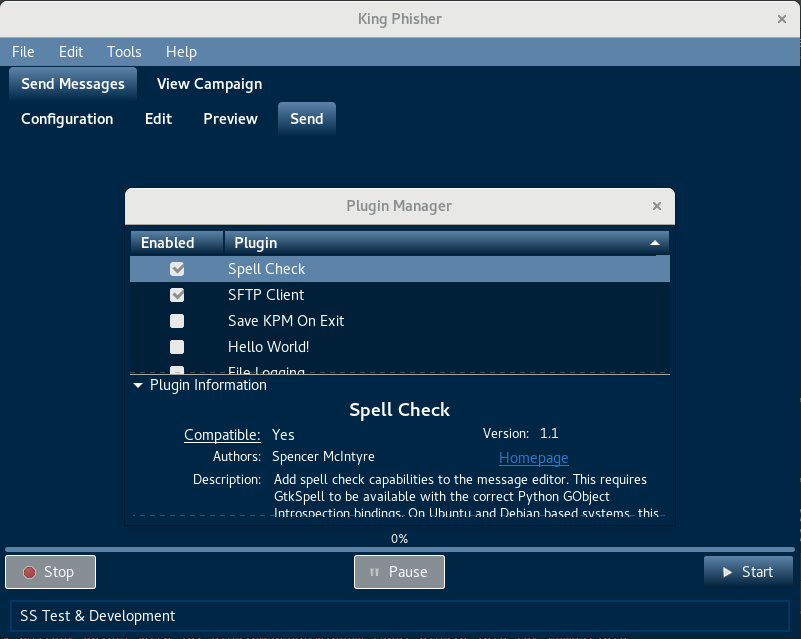 King Phisher
File Edit Tools Help
Send Messages View Campaign
Configuration Edit Preview Send
Plugin Manager
Enabled Plugin
Spell Check
SFTP Client
Save KPM On Exit
Hello World!
File Logging
Plugin Information
Spell Check
Compatible: Yes Version: 1.1
Authors: Spencer McIntyre Homepage
Description: Add spell check capabilities to the message editor. This requires
GtkSpell to be available with the correct Python GObject
Introspection bindings. On Ubuntu and Debian based systems, this
0%
Stop Pause Start
SS Test & Development